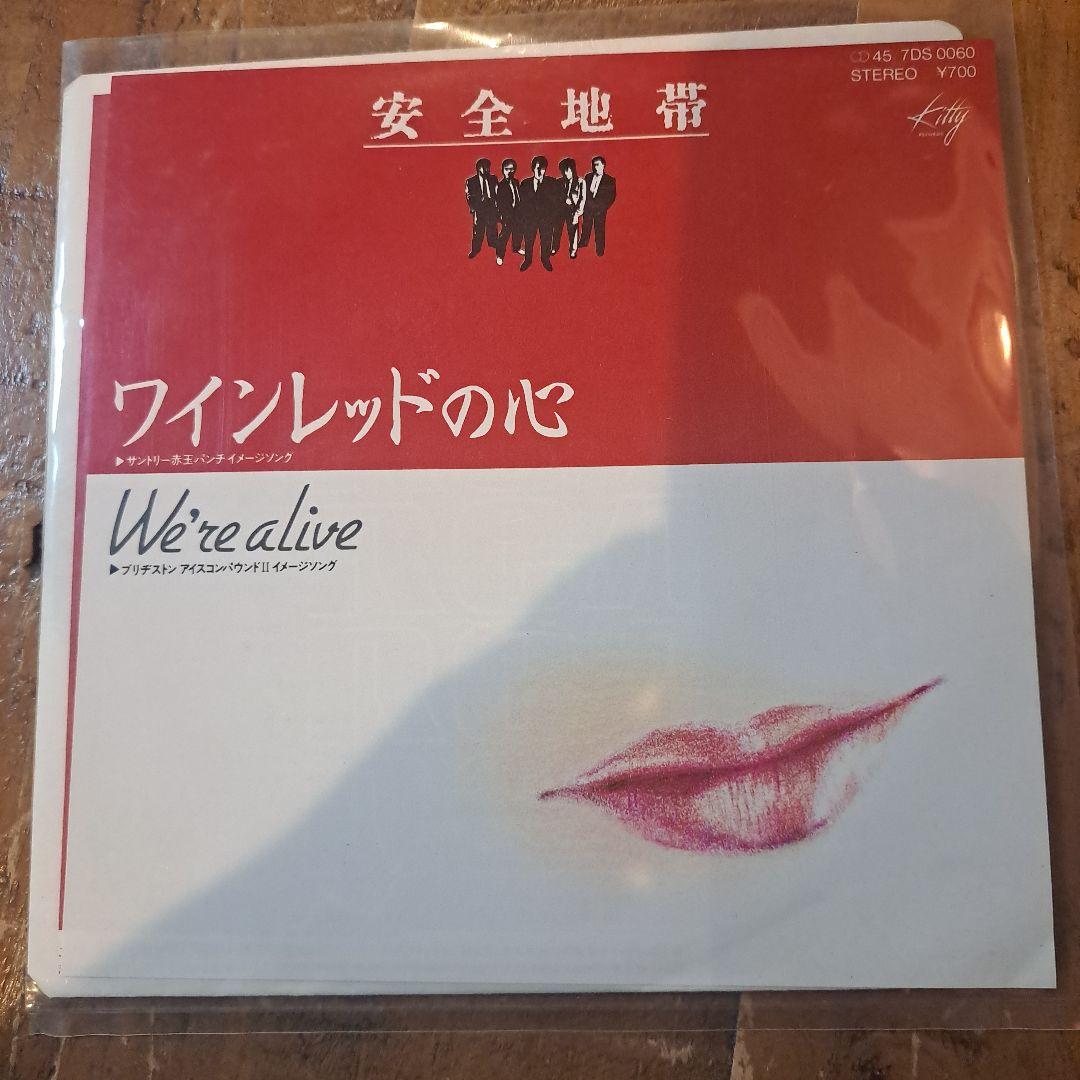 45 7DS 0060
STEREO ¥700
Kitty
RECORDS
安全地帯
ワインレッドの心
▶サントリー赤玉パンチイメージソング
We're alive
▶ブリヂストン アイスコンパウンドII イメージソング